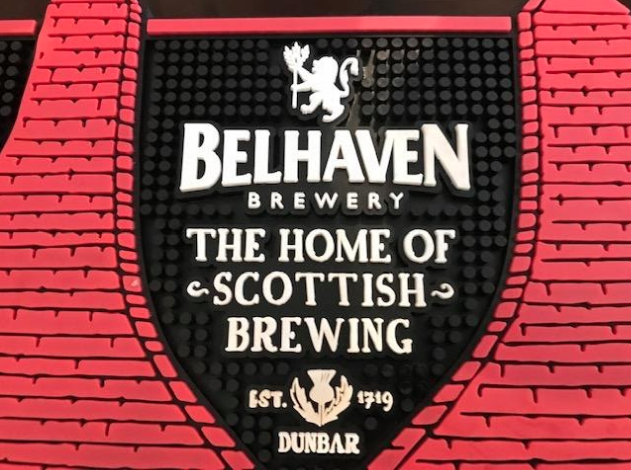 BELHAVEN
BREWERY
THE HOME OF
SCOTTISH
BREWING
EST. 1719
DUNBAR